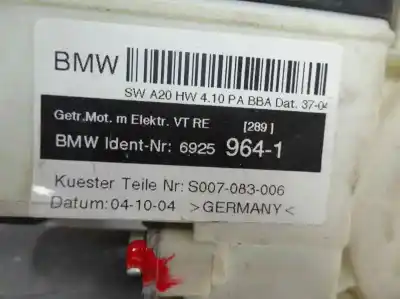 BMW
SW A20 HW 4.10 PA BBA Dat. 37-04
Getr.Mot. m Elektr. VT RE [289]
BMW Ident-Nr: 6925 964-1
Kuester Teile Nr: S007-083-006
Datum: 04-10-04 >GERMANY<